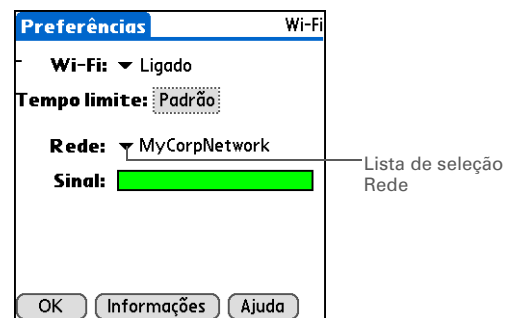 Preferências Wi-Fi
Wi-Fi: Ligado
Tempo limite: Padrão
Rede: MyCorpNetwork
Lista de seleção
Rede
Sinal:
OK Informações Ajuda